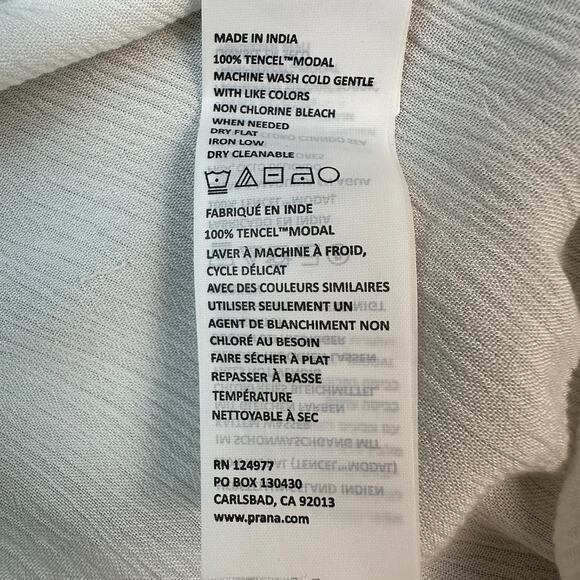 MADE IN INDIA
100% TENCEL™MODAL
MACHINE WASH COLD GENTLE
WITH LIKE COLORS
NON CHLORINE BLEACH
WHEN NEEDED
DRY FLAT
IRON LOW
DRY CLEANABLE
FABRIQUÉ EN INDE
100% TENCEL™MODAL
LAVER À MACHINE À FROID,
CYCLE DÉLICAT
AVEC DES COULEURS SIMILAIRES
UTILISER SEULEMENT UN
AGENT DE BLANCHIMENT NON
CHLORÉ AU BESOIN
FAIRE SÉCHER À PLAT
REPASSER À BASSE
TEMPÉRATURE
NETTOYABLE À SEC
RN 124977
PO BOX 130430
CARLSBAD, CA 92013
www.prana.com